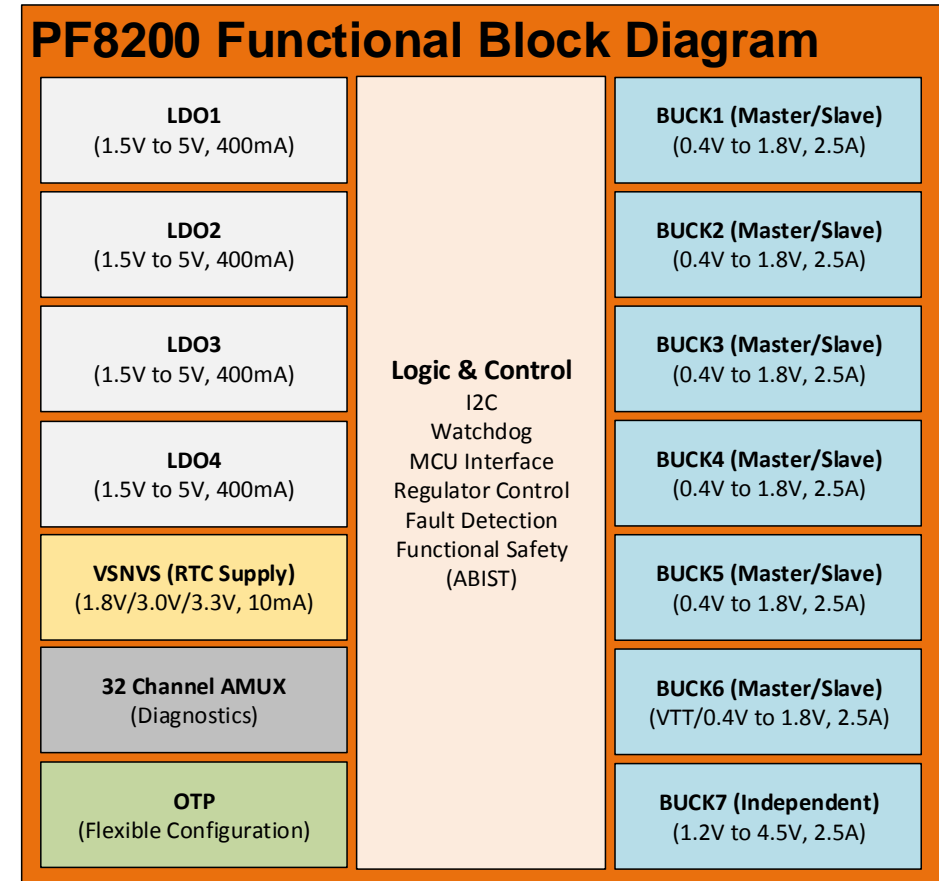 PF8200 Functional Block Diagram
LDO1
(1.5V to 5V, 400mA)
LDO2
(1.5V to 5V, 400mA)
LDO3
(1.5V to 5V, 400mA)
LDO4
(1.5V to 5V, 400mA)
VSNVS (RTC Supply)
(1.8V/3.0V/3.3V, 10mA)
32 Channel AMUX
(Diagnostics)
OTP
(Flexible Configuration)
Logic & Control
I2C
Watchdog
MCU Interface
Regulator Control
Fault Detection
Functional Safety
(ABIST)
BUCK1 (Master/Slave)
(0.4V to 1.8V, 2.5A)
BUCK2 (Master/Slave)
(0.4V to 1.8V, 2.5A)
BUCK3 (Master/Slave)
(0.4V to 1.8V, 2.5A)
BUCK4 (Master/Slave)
(0.4V to 1.8V, 2.5A)
BUCK5 (Master/Slave)
(0.4V to 1.8V, 2.5A)
BUCK6 (Master/Slave)
(VTT/0.4V to 1.8V, 2.5A)
BUCK7 (Independent)
(1.2V to 4.5V, 2.5A)